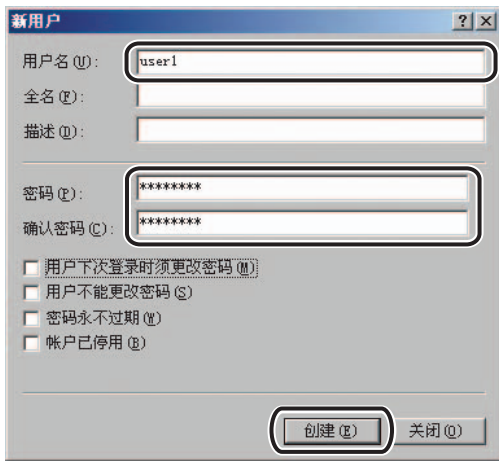 新用户
用户名(U): user1
全名(F):
描述(D):
密码(P): ********
确认密码(C): ********
用户下次登录时须更改密码(M)
用户不能更改密码(S)
密码永不过期(W)
帐户已停用(B)
创建(E) 关闭(O)